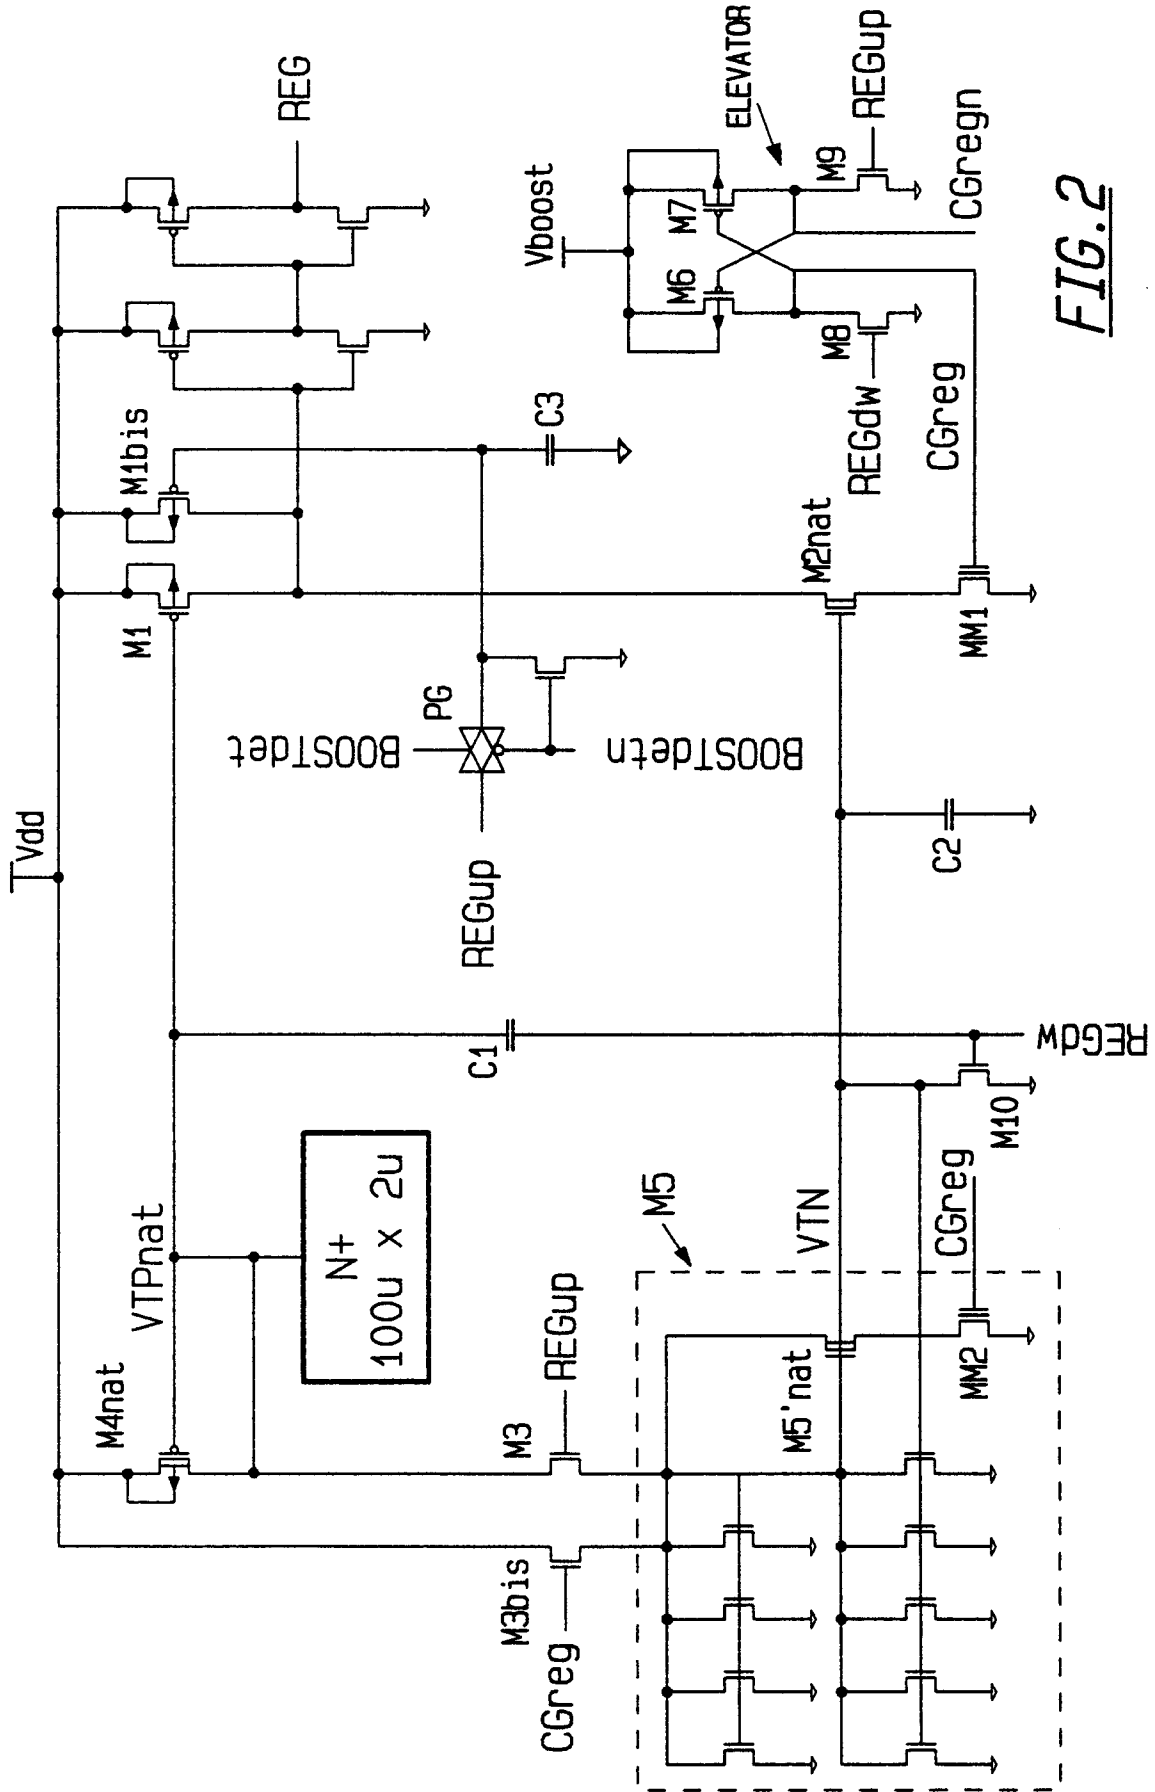 Vdd
REG
M4nat
VTPnat
M1
M1bis
N+
100u x 2u
C1
REGup
PG
BOOSTdet
BOOSTdetn
C3
Vboost
M6
M7
ELEVATOR
M3bis
CGreg
M3
REGup
M5
M5'nat
VTN
MM2
CGreg
M10
REGdw
C2
M2nat
MM1
CGreg
REGdw
M8
M9
REGup
CGregn
FIG.2